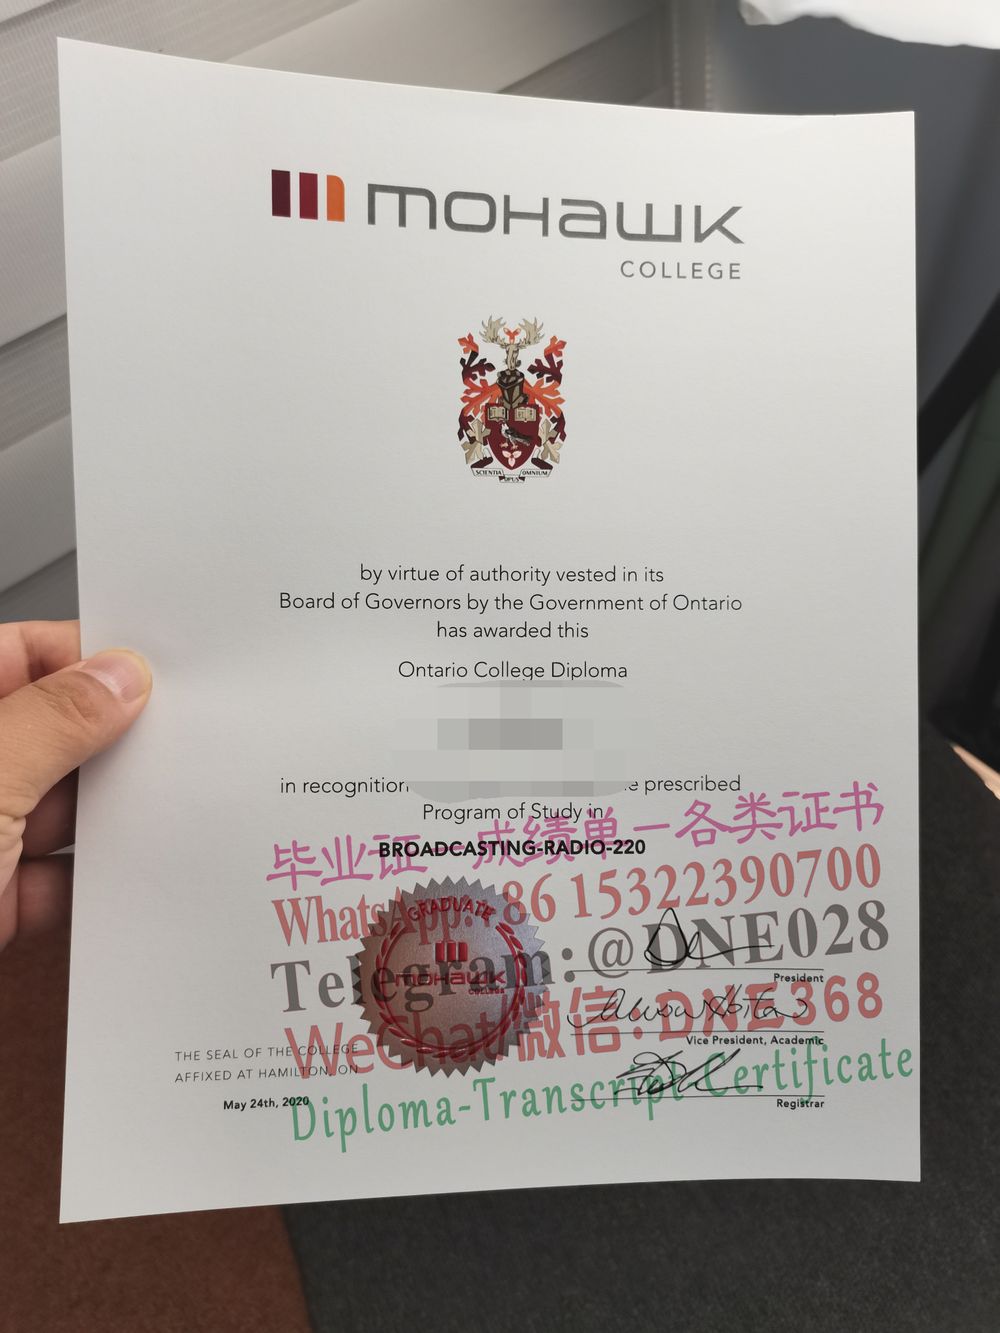 mohawk
COLLEGE
SCIENTIA OPUS OMNIUM
by virtue of authority vested in its
Board of Governors by the Government of Ontario
has awarded this
Ontario College Diploma
in recognition
prescribed
Program of Study in
毕业证一成绩单一各类证书
BROADCASTING-RADIO-220
WhatsApp: 86 15322390700
GRADUATE
mohawk
COLLEGE
Telegram:@DNE028
President
WeChat微信:DNE368
Vice President, Academic
THE SEAL OF THE COLLEGE
AFFIXED AT HAMILTON, ON
May 24th, 2020
Diploma-Transcript-Certificate
Registrar